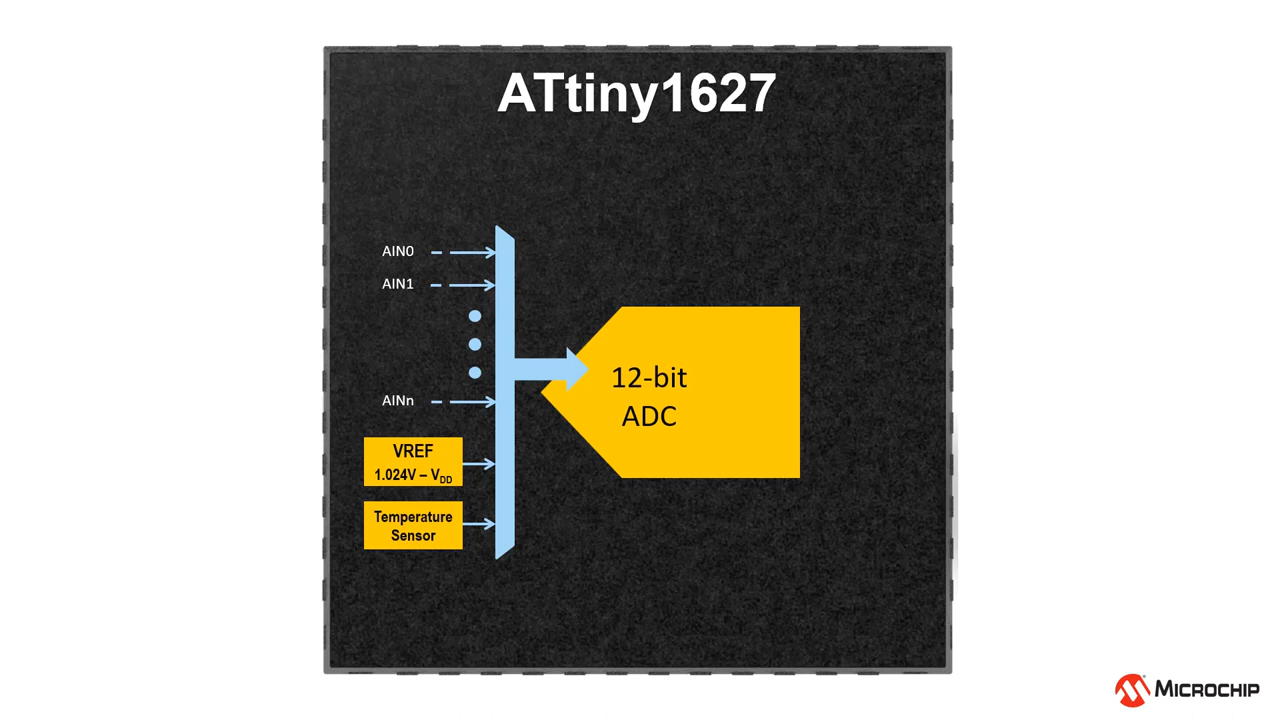 ATtiny1627
AIN0
AIN1
AINn
VREF
1.024V – VDD
Temperature
Sensor
12-bit
ADC
MICROCHIP